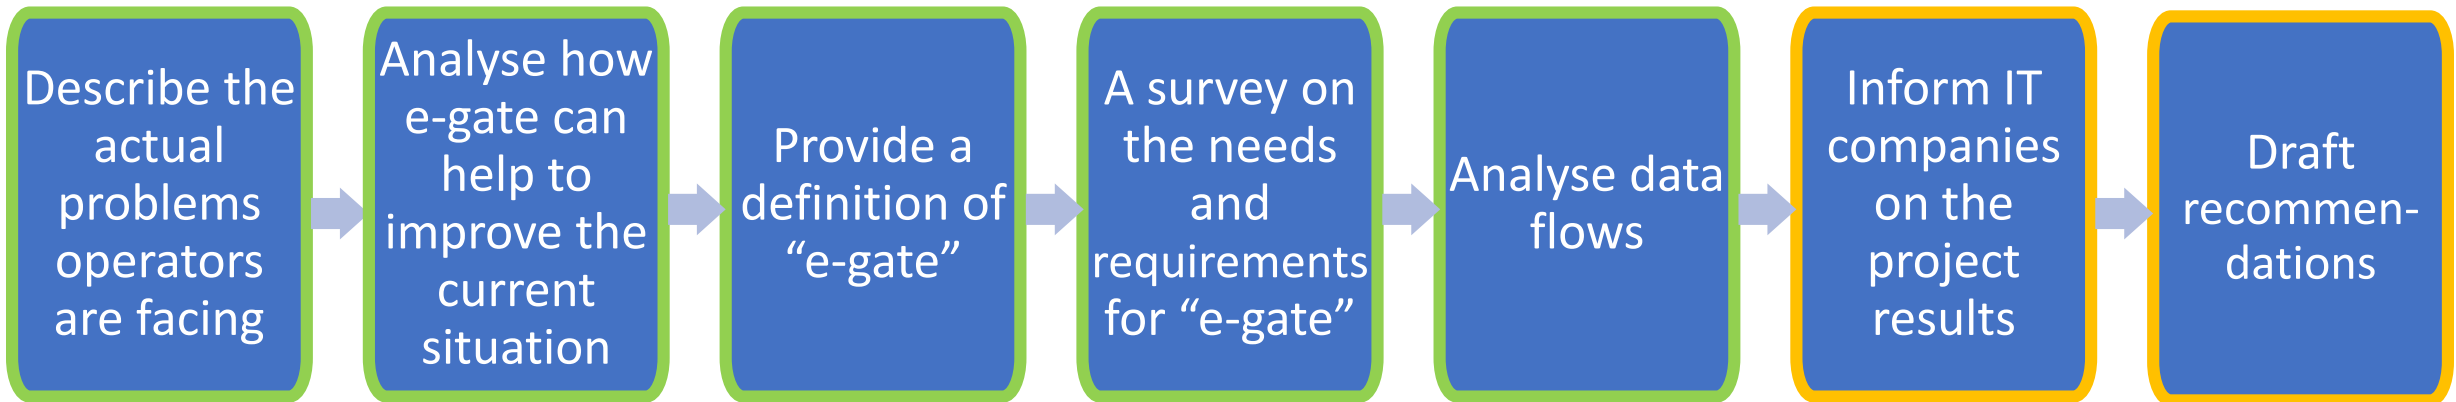 Describe the
actual
problems
operators
are facing
Analyse how
e-gate can
help to
improve the
current
situation
Provide a
definition of
“e-gate”
A survey on
the needs
and
requirements
for “e-gate”
Analyse data
flows
Inform IT
companies
on the
project
results
Draft
recommen-
dations